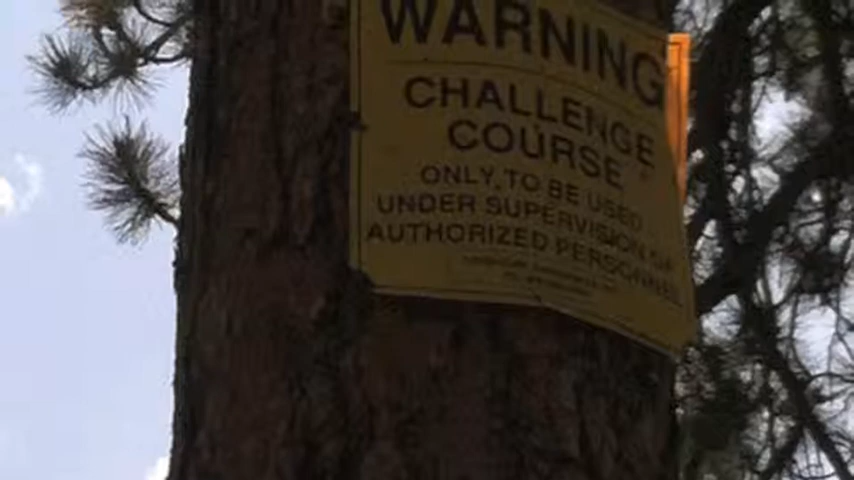 WARNING
CHALLENGE
COURSE
ONLY, TO BE USED
UNDER SUPERVISION OF
AUTHORIZED PERSONNEL